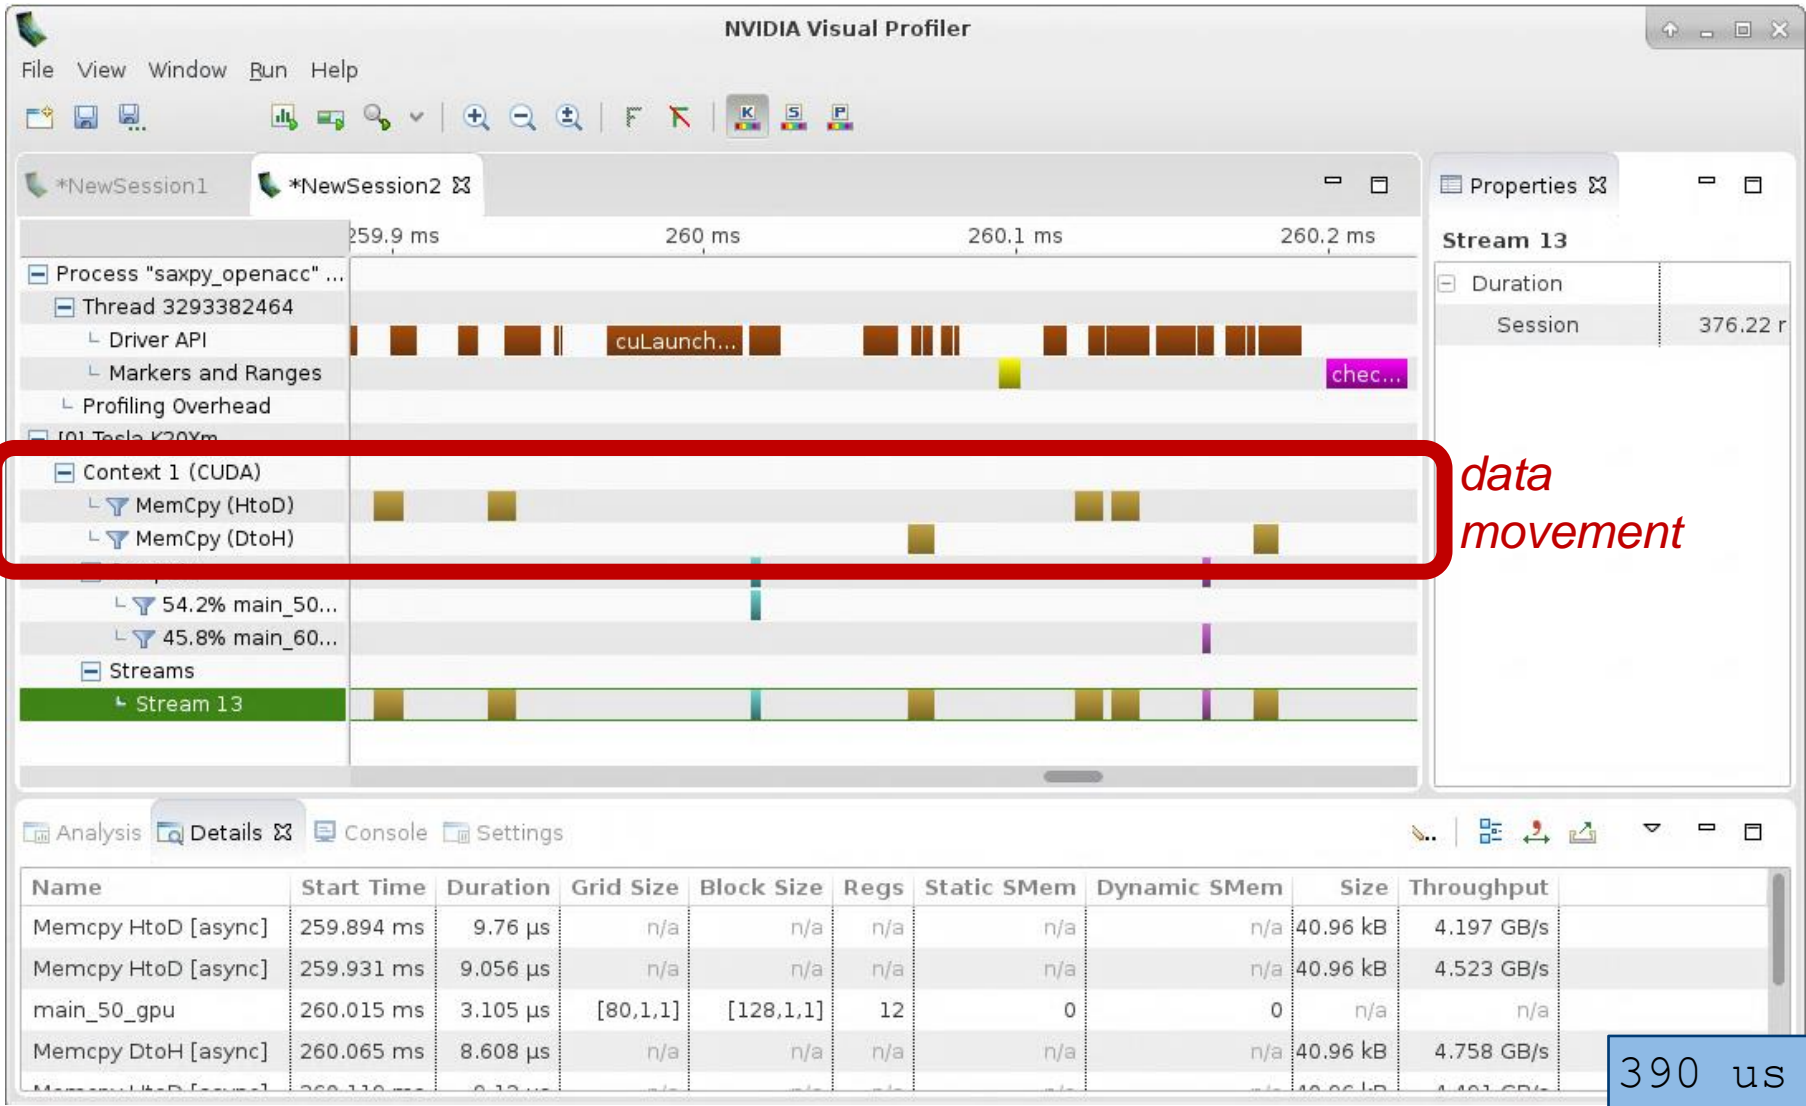 NVIDIA Visual Profiler
File View Window Run Help
*NewSession1 *NewSession2
Properties
259.9 ms 260 ms 260.1 ms 260.2 ms
Stream 13
Process "saxpy_openacc" ...
Duration
Thread 3293382464
Session 376.22 r
Driver API
cuLaunch...
Markers and Ranges
chec...
Profiling Overhead
[0] Tesla K20Xm
Context 1 (CUDA)
data
movement
MemCpy (HtoD)
MemCpy (DtoH)
54.2% main_50...
45.8% main_60...
Streams
Stream 13
Analysis Details Console Settings
Name Start Time Duration Grid Size Block Size Regs Static SMem Dynamic SMem Size Throughput
Memcpy HtoD [async] 259.894 ms 9.76 µs n/a n/a n/a n/a n/a 40.96 kB 4.197 GB/s
Memcpy HtoD [async] 259.931 ms 9.056 µs n/a n/a n/a n/a n/a 40.96 kB 4.523 GB/s
main_50_gpu 260.015 ms 3.105 µs [80,1,1] [128,1,1] 12 0 0 n/a n/a
Memcpy DtoH [async] 260.065 ms 8.608 µs n/a n/a n/a n/a n/a 40.96 kB 4.758 GB/s
390 us